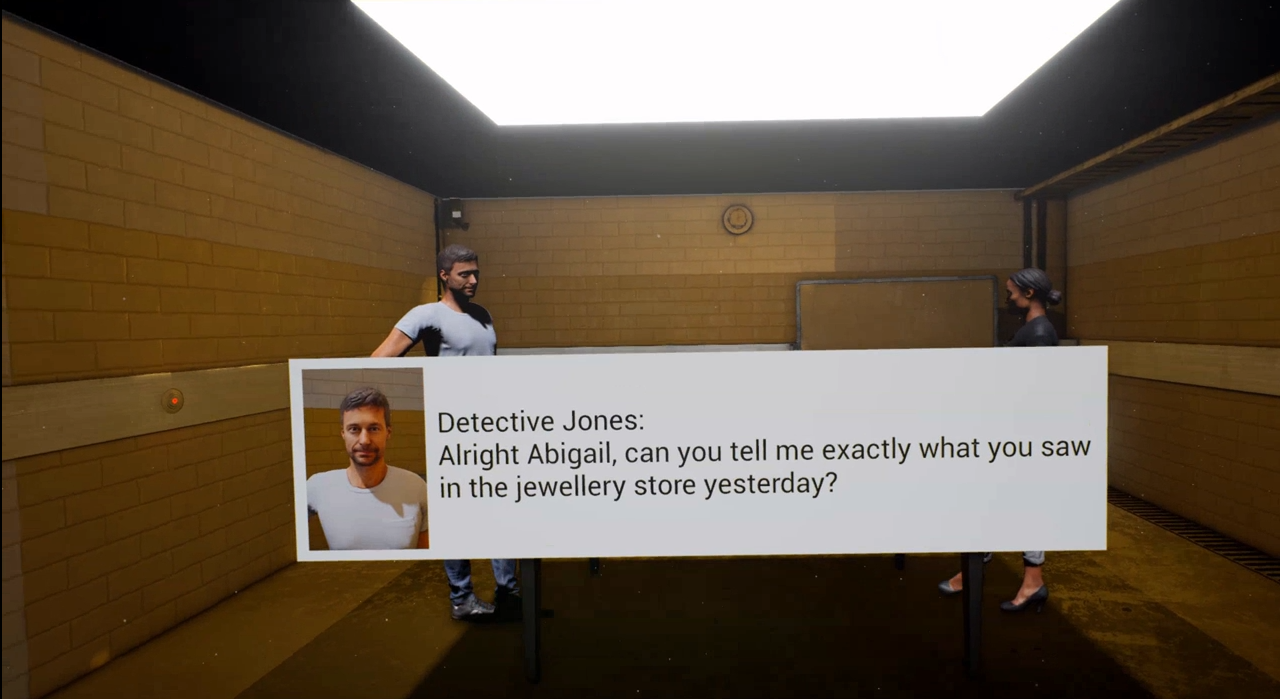 Detective Jones:
Alright Abigail, can you tell me exactly what you saw
in the jewellery store yesterday?